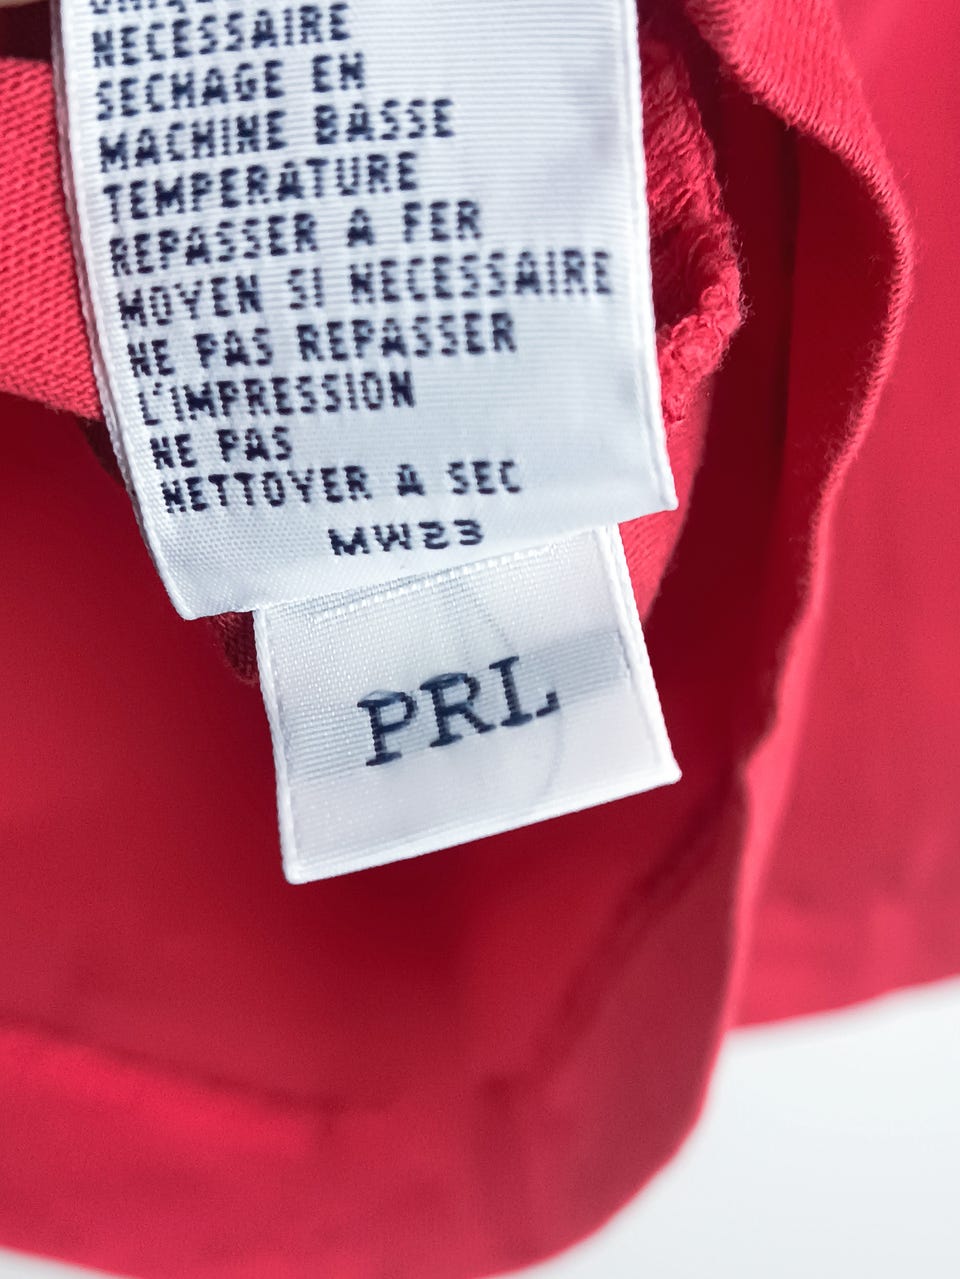 NECESSAIRE
SECHAGE EN
MACHINE BASSE
TEMPERATURE
REPASSER A FER
MOYEN SI NECESSAIRE
NE PAS REPASSER
L'IMPRESSION
NE PAS
NETTOYER A SEC
MW23
PRL